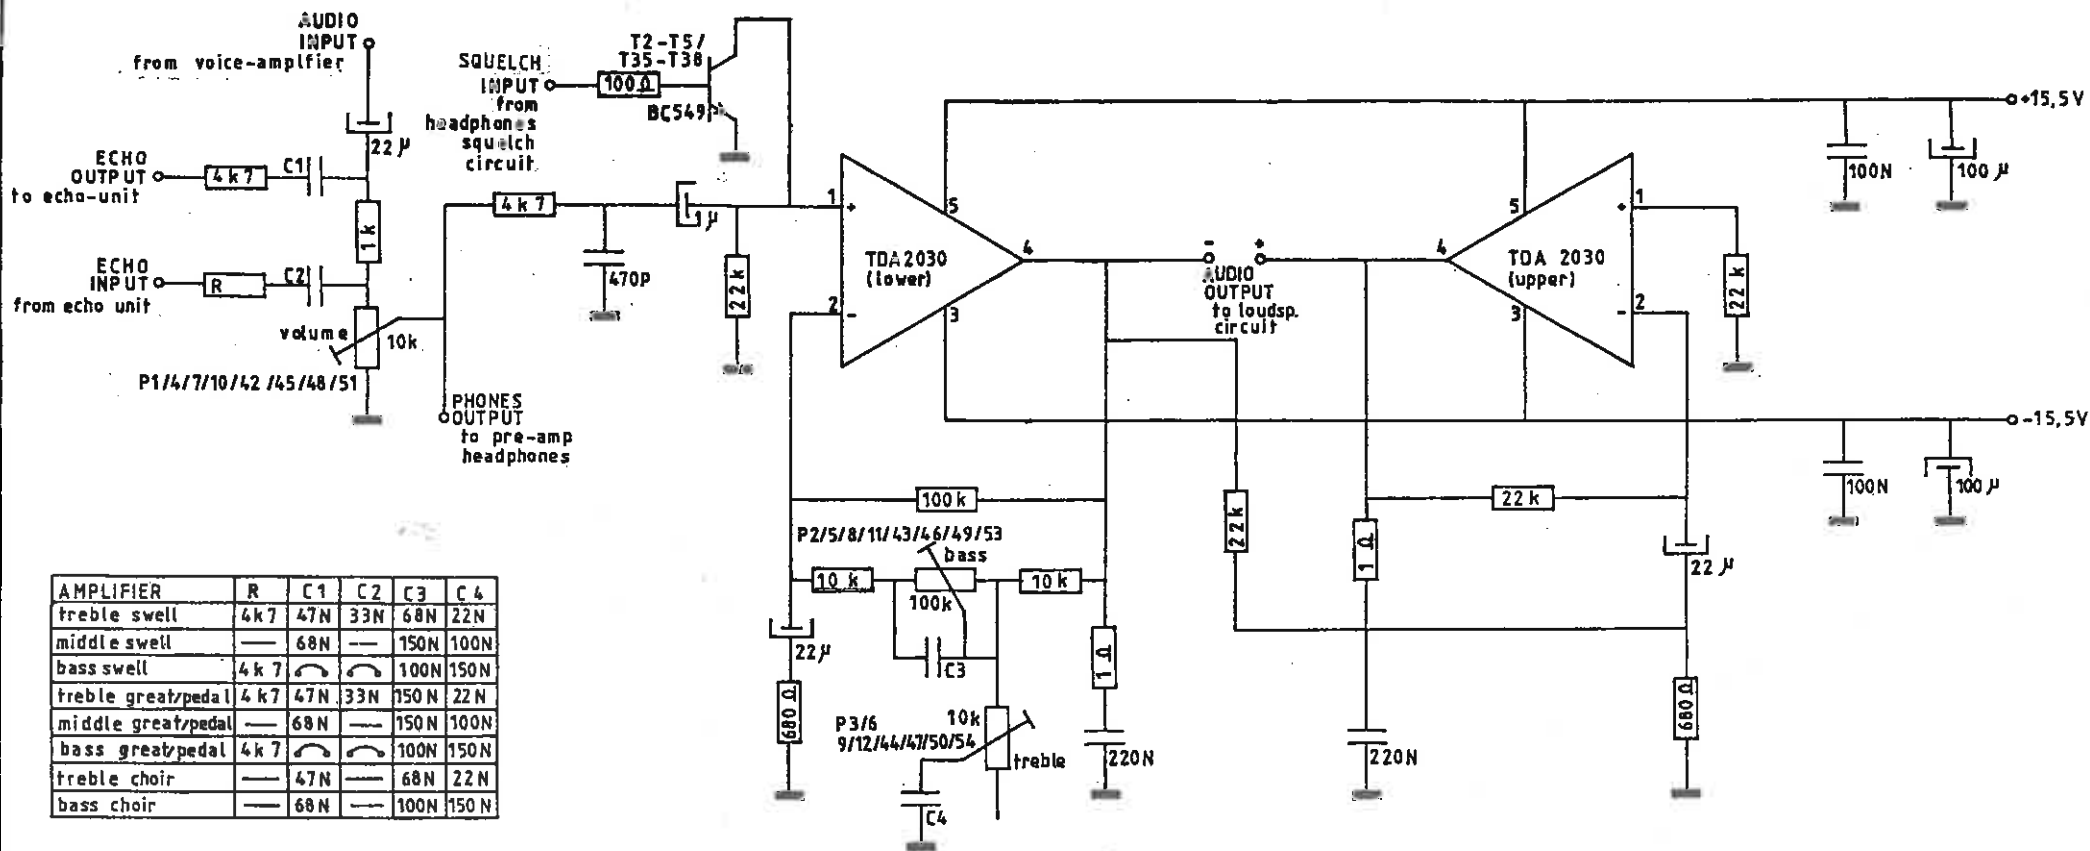 AUDIO
INPUT
from voice-amplfier
22 µ
ECHO
OUTPUT
to echo-unit
4k7
C1
1k
ECHO
INPUT
from echo unit
R
C2
volume
10k
P1/4/7/10/42/45/48/51
PHONES
OUTPUT
to pre-amp
headphones
SQUELCH
INPUT
from
headphones
squelch
circuit.
100Ω
T2-T5/
T35-T38
BC549
4k7
470P
1µ
22k
1
+
2
-
TDA2030
(lower)
5
4
3
-
+
AUDIO
OUTPUT
to loudsp.
circuit
4
5
3
TDA 2030
(upper)
1
+
2
-
22k
+15,5V
100N
100 µ
-15,5V
100N
100 µ
100k
P2/5/8/11/43/46/49/53
bass
10k
100k
10k
C3
22µ
680Ω
P3/6
9/12/44/47/50/54
10k
treble
C4
1Ω
220N
22k
1Ω
220N
22k
22 µ
680Ω
AMPLIFIER R C1 C2 C3 C4
treble swell 4k7 47N 33N 68N 22N
middle swell — 68N — 150N 100N
bass swell 4k7 100N 150N
treble great/pedal 4k7 47N 33N 150N 22N
middle great/pedal — 68N — 150N 100N
bass great/pedal 4k7 100N 150N
treble choir — 47N — 68N 22N
bass choir — 68N — 100N 150N